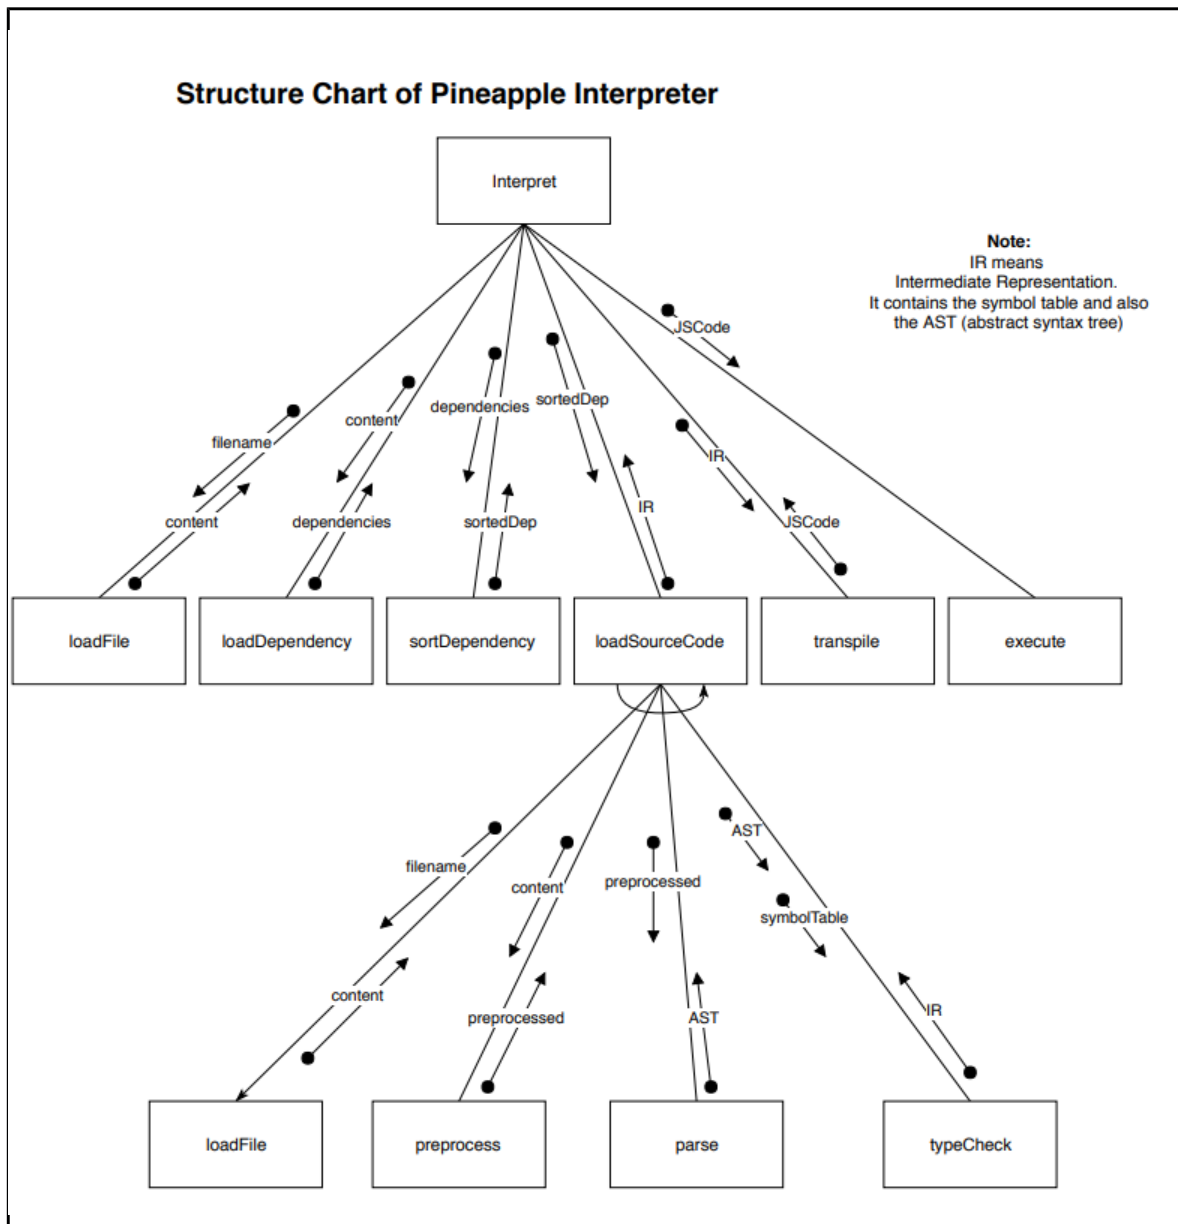 Structure Chart of Pineapple Interpreter
Interpret
Note:
IR means
Intermediate Representation.
It contains the symbol table and also
the AST (abstract syntax tree)
JSCode
sortedDep
dependencies
content
filename
IR
content
dependencies
sortedDep
IR
JSCode
loadFile
loadDependency
sortDependency
loadSourceCode
transpile
execute
AST
filename
content
preprocessed
symbolTable
content
preprocessed
AST
IR
loadFile
preprocess
parse
typeCheck